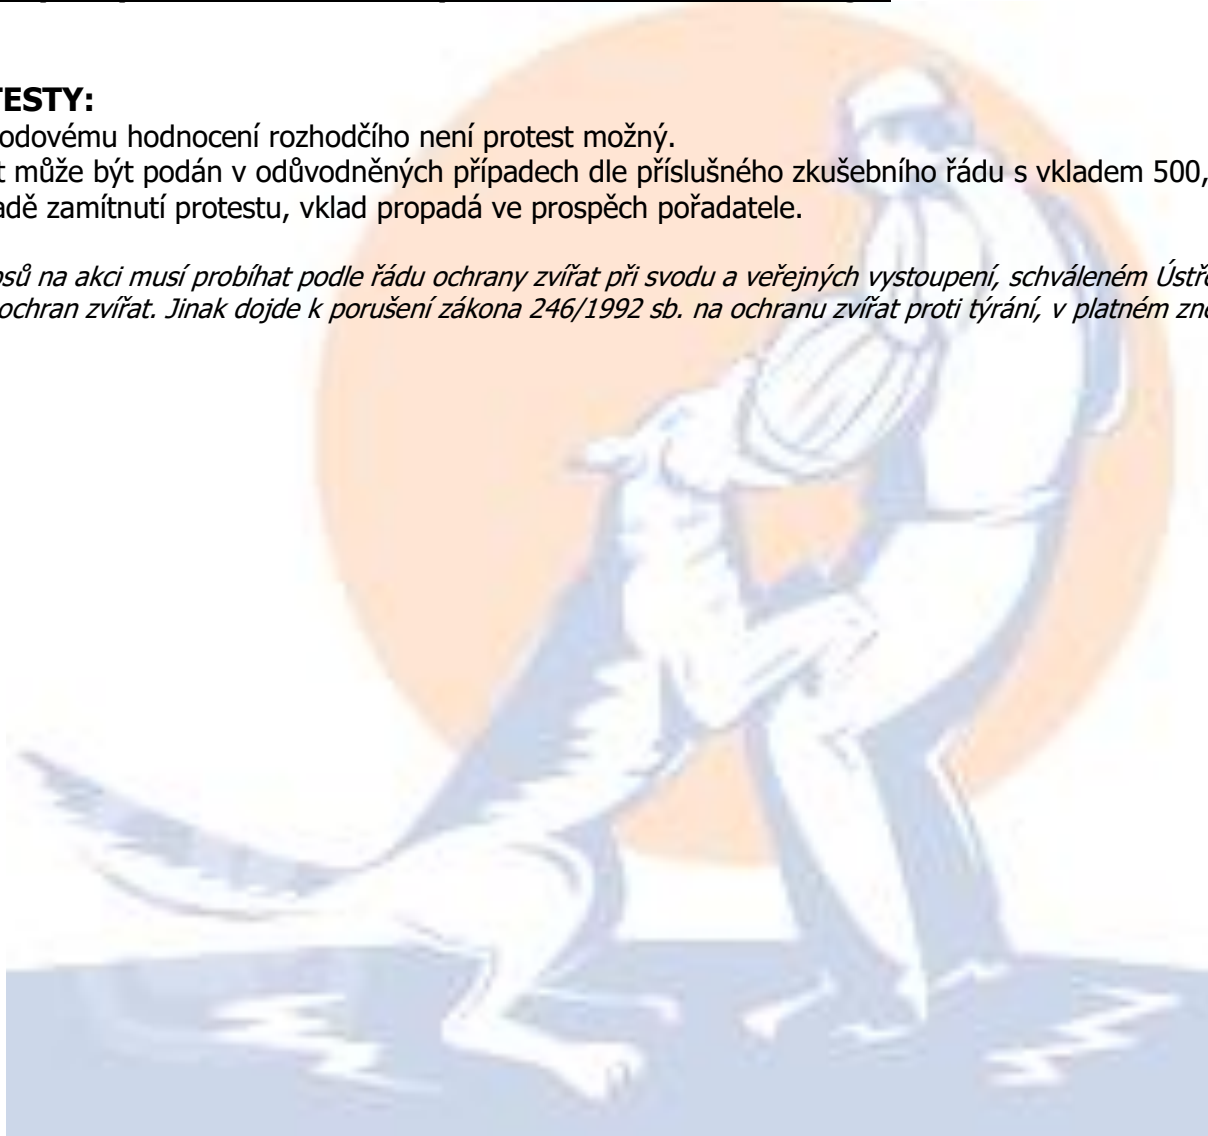 TESTY:
odovému hodnocení rozhodčího není protest možný.
t může být podán v odůvodněných případech dle příslušného zkušebního řádu s vkladem 500,
adě zamítnutí protestu, vklad propadá ve prospěch pořadatele.
psů na akci musí probíhat podle řádu ochrany zvířat při svodu a veřejných vystoupení, schváleném Ústře
ochran zvířat. Jinak dojde k porušení zákona 246/1992 sb. na ochranu zvířat proti týrání, v platném zně